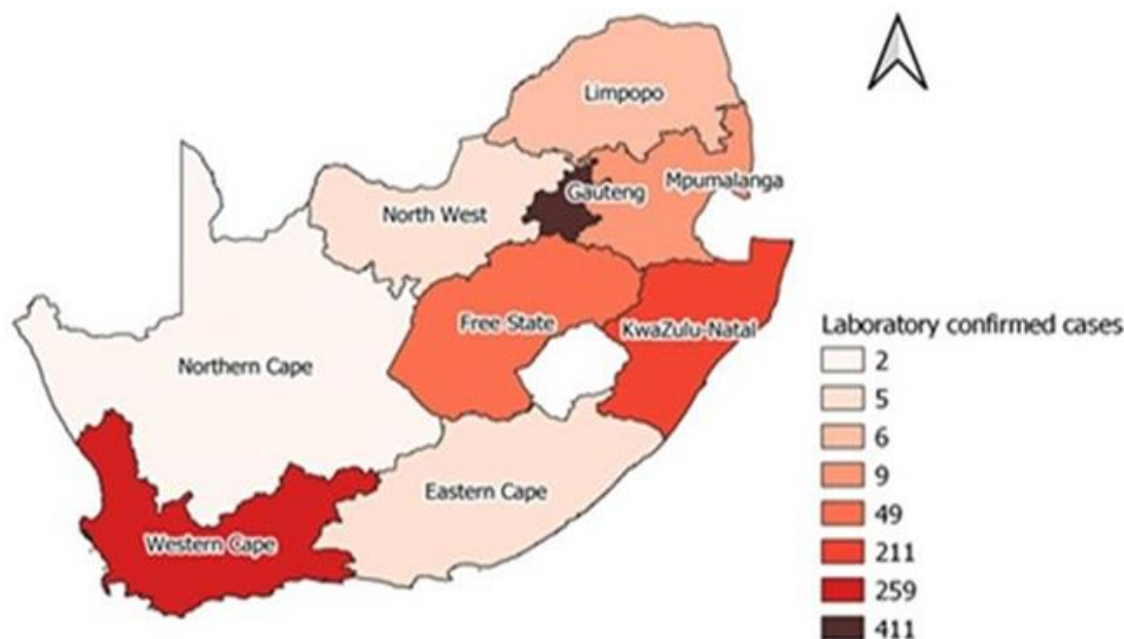 Limpopo
Mpumalanga
Gauteng
North West
Free State
KwaZulu-Natal
Northern Cape
Eastern Cape
Western Cape
Laboratory confirmed cases
2
5
6
9
49
211
259
411